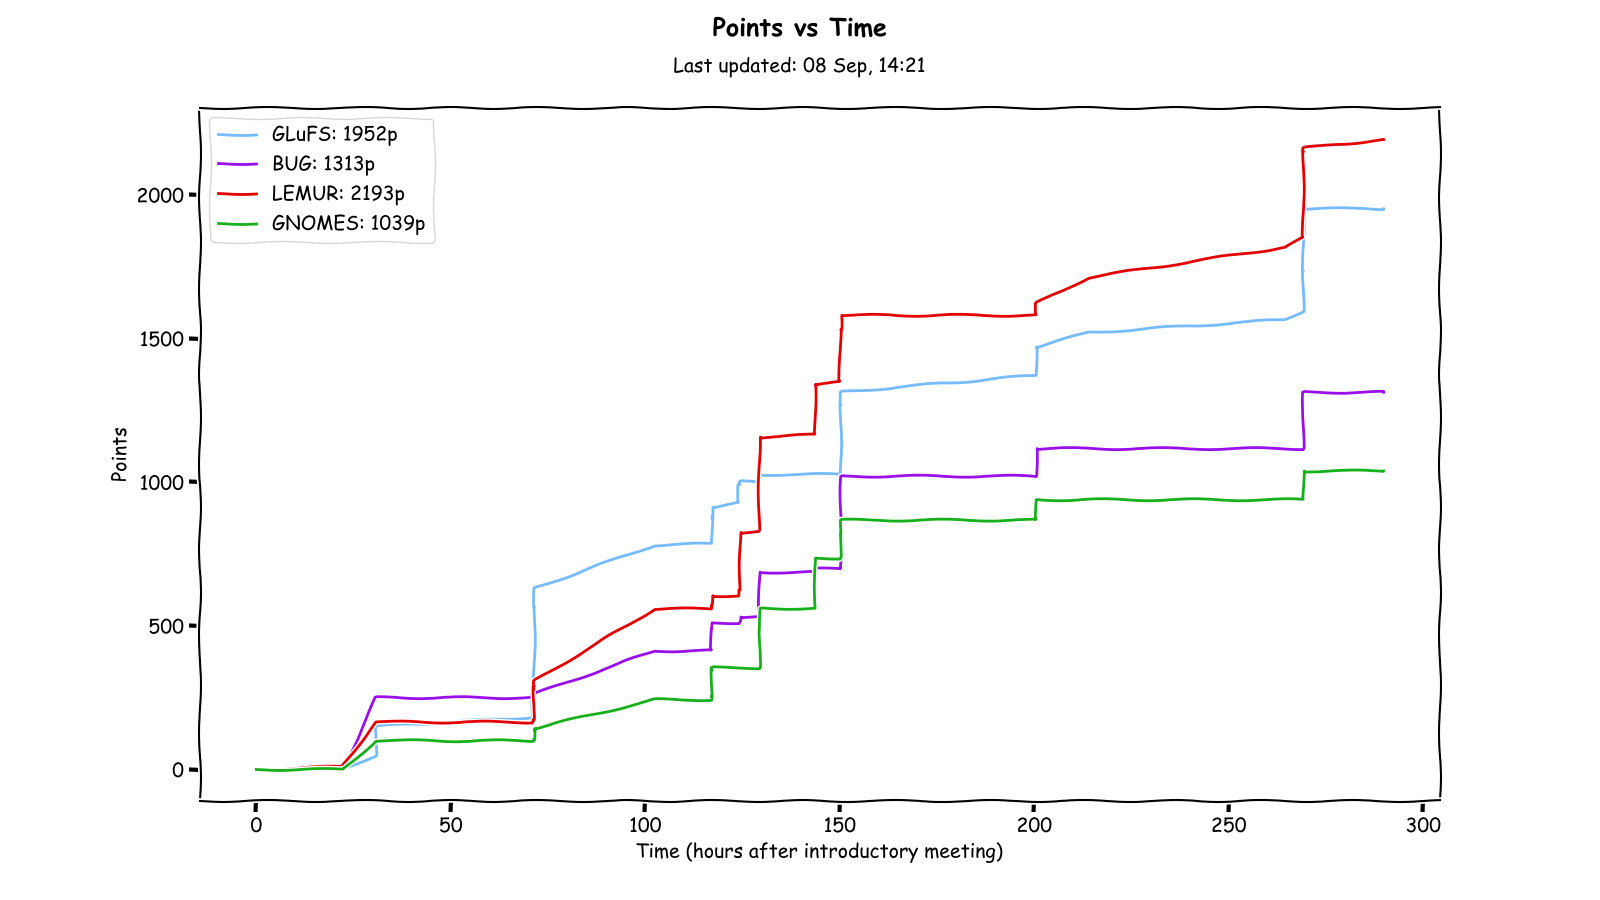 Points vs Time
Last updated: 08 Sep, 14:21
GLuFS: 1952p
BUG: 1313p
LEMUR: 2193p
GNOMES: 1039p
2000
1500
1000
500
0
Points
0 50 100 150 200 250 300
Time (hours after introductory meeting)